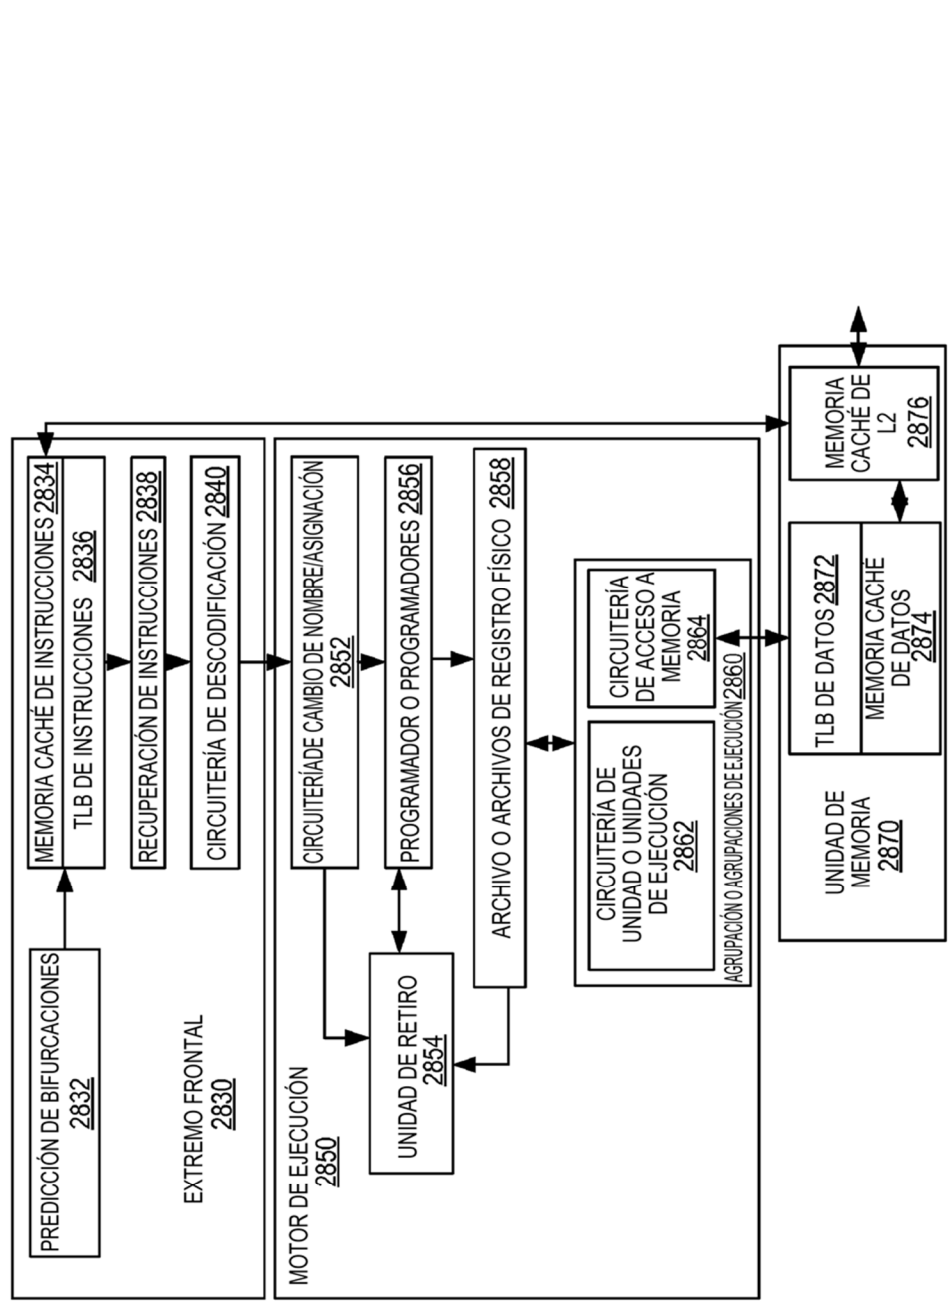 PREDICCIÓN DE BIFURCACIONES
2832
MEMORIA CACHÉ DE INSTRUCCIONES 2834
TLB DE INSTRUCCIONES 2836
RECUPERACIÓN DE INSTRUCCIONES 2838
EXTREMO FRONTAL
2830
CIRCUITERÍA DE DESCODIFICACIÓN 2840
MOTOR DE EJECUCIÓN
2850
CIRCUITERÍADE CAMBIO DE NOMBRE/ASIGNACIÓN
2852
UNIDAD DE RETIRO
2854
PROGRAMADOR O PROGRAMADORES 2856
ARCHIVO O ARCHIVOS DE REGISTRO FÍSICO 2858
CIRCUITERÍA DE
UNIDAD O UNIDADES
DE EJECUCIÓN
2862
CIRCUITERÍA
DE ACCESO A
MEMORIA
2864
AGRUPACIÓN O AGRUPACIONES DE EJECUCIÓN 2860
UNIDAD DE
MEMORIA
2870
TLB DE DATOS 2872
MEMORIA CACHÉ
DE DATOS
2874
MEMORIA
CACHÉ DE
L2
2876